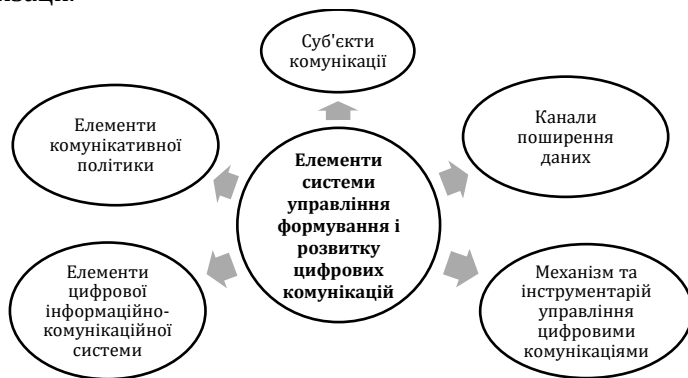 Суб'єкти
комунікації
Елементи
комунікативної
політики
Канали
поширення
даних
Елементи
системи
управління
формування і
розвитку
цифрових
комунікацій
Елементи
цифрової
інформаційно-
комунікаційної
системи
Механізм та
інструментарій
управління
цифровими
комунікаціями